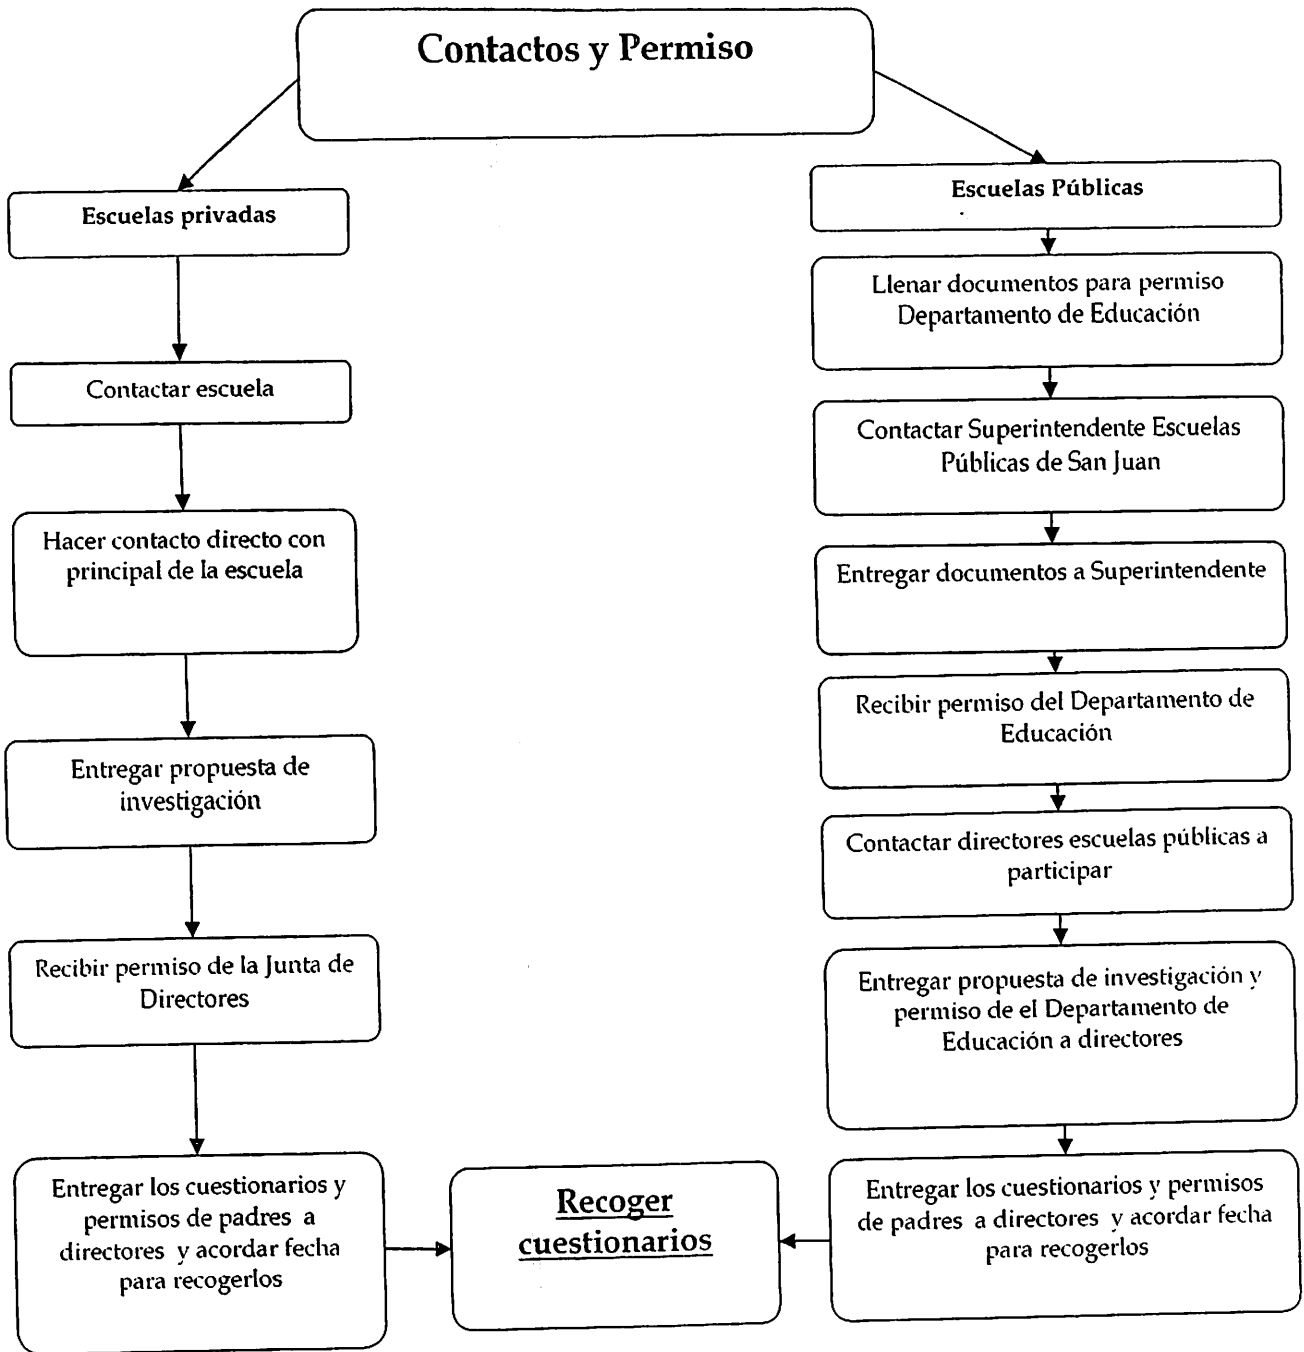 Contactos y Permiso
Escuelas privadas
Contactar escuela
Hacer contacto directo con
principal de la escuela
Entregar propuesta de
investigación
Recibir permiso de la Junta de
Directores
Entregar los cuestionarios y
permisos de padres a
directores y acordar fecha
para recogerlos
Escuelas Públicas
Llenar documentos para permiso
Departamento de Educación
Contactar Superintendente Escuelas
Públicas de San Juan
Entregar documentos a Superintendente
Recibir permiso del Departamento de
Educación
Contactar directores escuelas públicas a
participar
Entregar propuesta de investigación y
permiso de el Departamento de
Educación a directores
Entregar los cuestionarios y permisos
de padres a directores y acordar fecha
para recogerlos
Recoger
cuestionarios